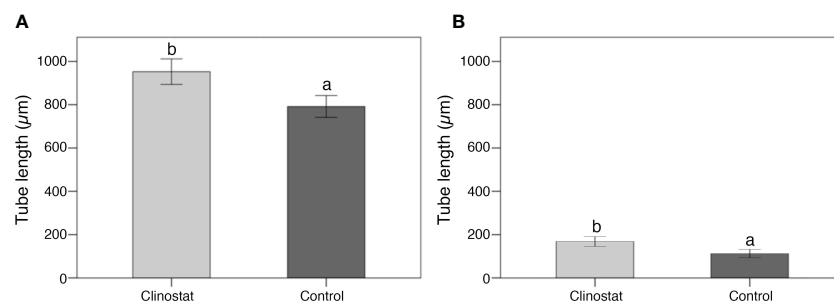 A
B
Tube length (µm)
1000
800
600
400
200
0
b
a
Clinostat
Control
Tube length (µm)
1000
800
600
400
200
0
b
a
Clinostat
Control